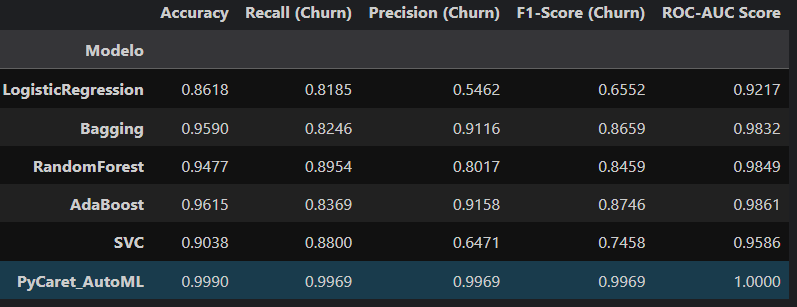 Accuracy Recall (Churn) Precision (Churn) F1-Score (Churn) ROC-AUC Score
Modelo
LogisticRegression 0.8618 0.8185 0.5462 0.6552 0.9217
Bagging 0.9590 0.8246 0.9116 0.8659 0.9832
RandomForest 0.9477 0.8954 0.8017 0.8459 0.9849
AdaBoost 0.9615 0.8369 0.9158 0.8746 0.9861
SVC 0.9038 0.8800 0.6471 0.7458 0.9586
PyCaret_AutoML 0.9990 0.9969 0.9969 0.9969 1.0000